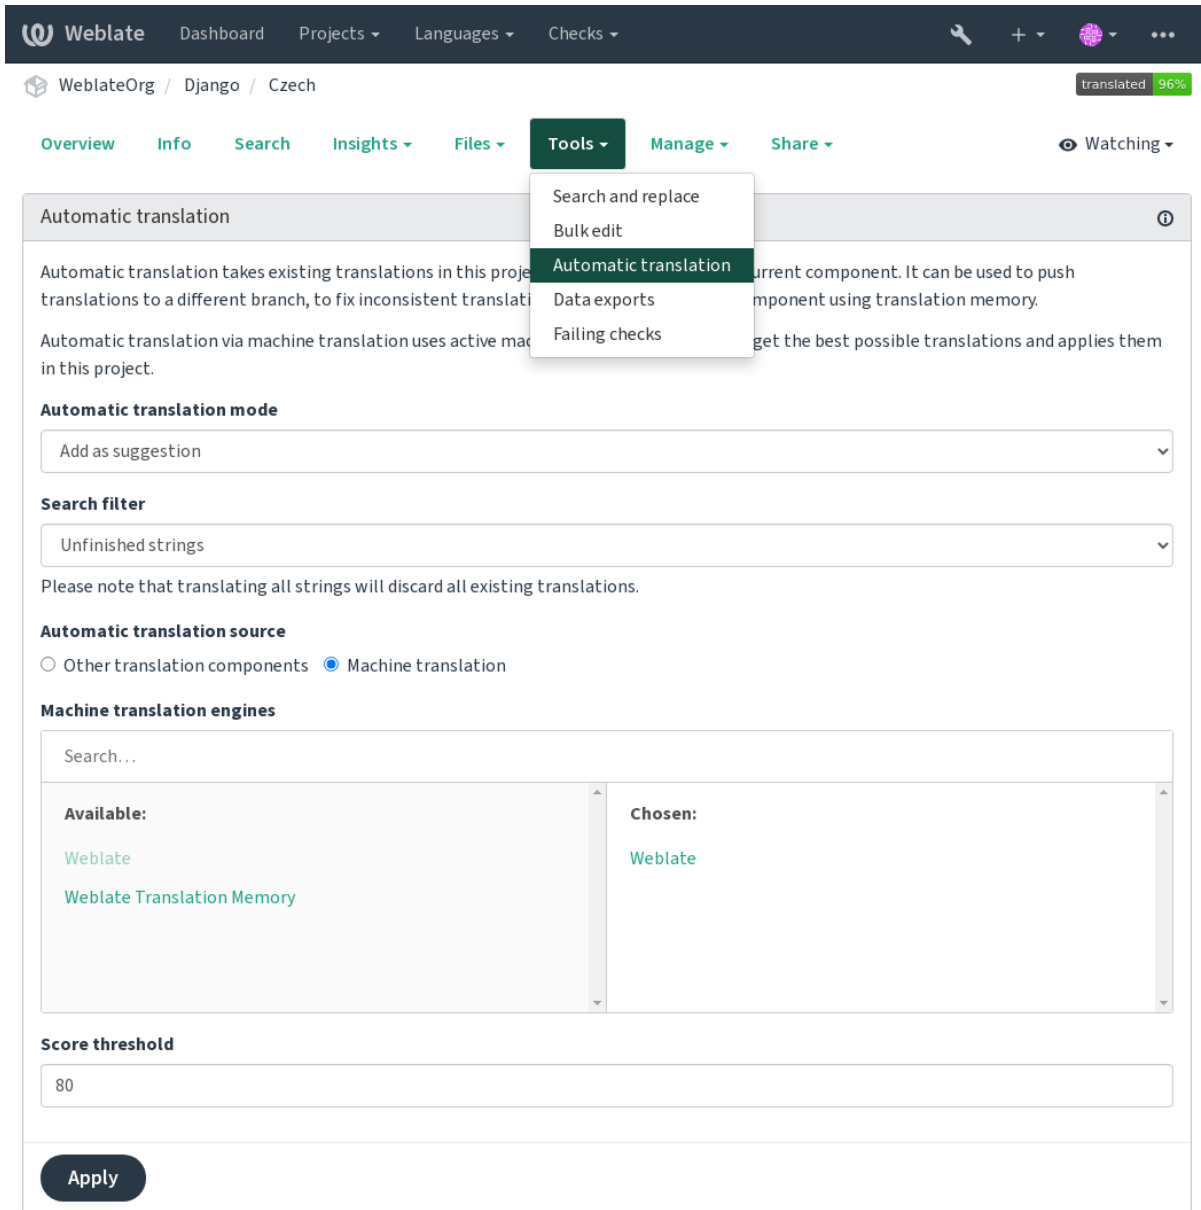 Weblate Dashboard Projects Languages Checks
WeblateOrg / Django / Czech translated 96%
Overview Info Search Insights Files Tools Manage Share Watching
Search and replace
Bulk edit
Automatic translation
Data exports
Failing checks
Automatic translation
Automatic translation takes existing translations in this proje urrent component. It can be used to push
translations to a different branch, to fix inconsistent translati mponent using translation memory.
Automatic translation via machine translation uses active mac get the best possible translations and applies them
in this project.
Automatic translation mode
Add as suggestion
Search filter
Unfinished strings
Please note that translating all strings will discard all existing translations.
Automatic translation source
Other translation components Machine translation
Machine translation engines
Search…
Available: Chosen:
Weblate Weblate
Weblate Translation Memory
Score threshold
80
Apply